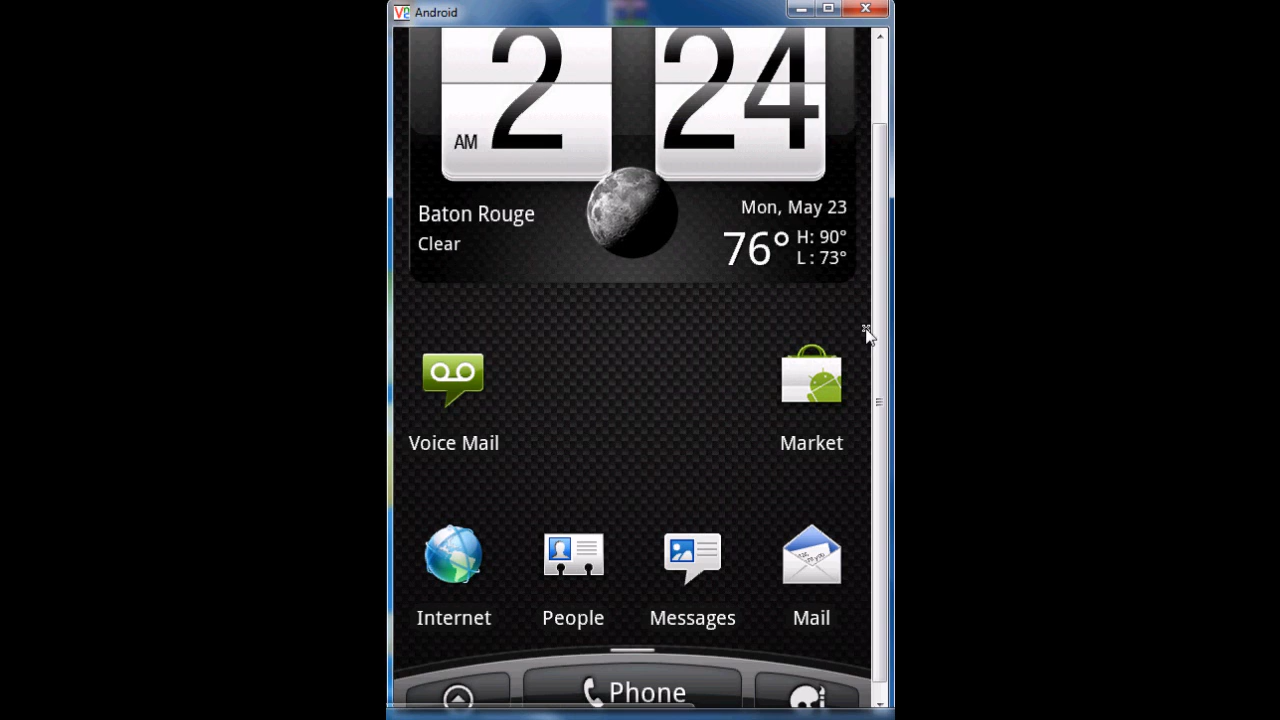 Android
2 24
AM
Baton Rouge
Clear
Mon, May 23
76° H: 90°
L: 73°
Voice Mail
Market
Internet
People
Messages
Mail
Phone